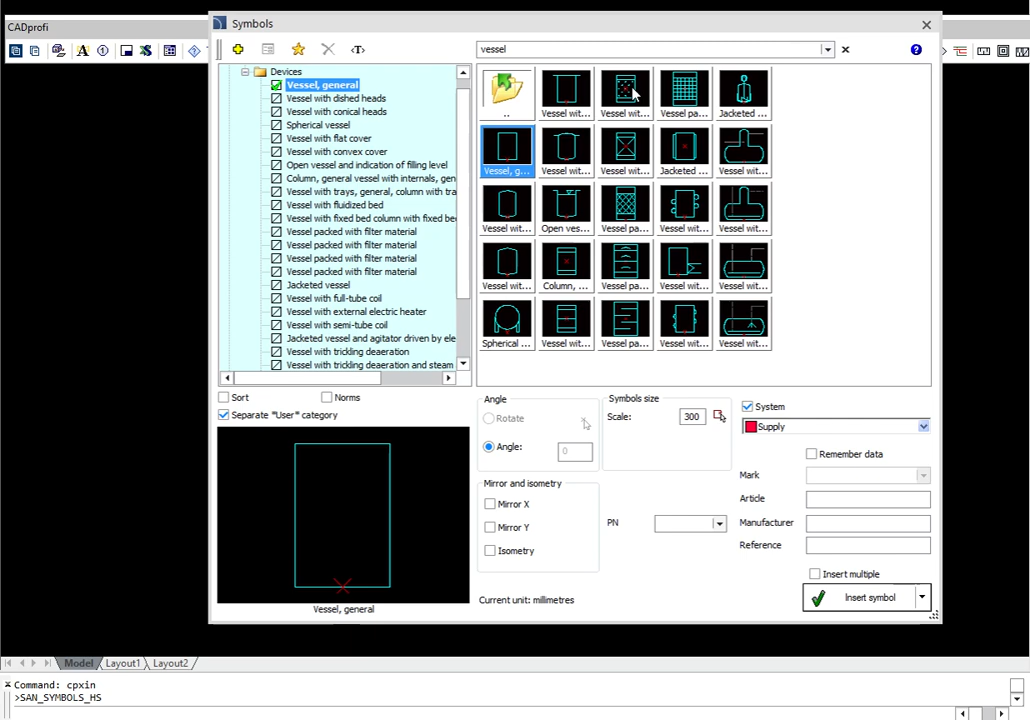 CADprofi
Symbols
<T>
vessel
Devices
Vessel, general
Vessel with dished heads
Vessel with conical heads
Spherical vessel
Vessel with flat cover
Vessel with convex cover
Open vessel and indication of filling level
Column, general vessel with internals, gen
Vessel with trays, general, column with tra
Vessel with fluidized bed
Vessel with fixed bed column with fixed be
Vessel packed with filter material
Vessel packed with filter material
Vessel packed with filter material
Vessel packed with filter material
Jacketed vessel
Vessel with full-tube coil
Vessel with external electric heater
Vessel with semi-tube coil
Jacketed vessel and agitator driven by ele
Vessel with trickling deaeration
Vessel with trickling deaeration and steam
..
Vessel wit...
Vessel wit...
Vessel pa...
Jacketed ...
Vessel, g...
Vessel wit...
Vessel wit...
Jacketed ...
Vessel wit...
Vessel wit...
Open ves...
Vessel pa...
Vessel wit...
Vessel wit...
Vessel wit...
Column, ...
Vessel pa...
Vessel wit...
Vessel wit...
Spherical ...
Vessel wit...
Vessel pa...
Vessel wit...
Vessel wit...
Sort
Norms
Separate "User" category
Vessel, general
Angle
Rotate
Angle:
0
Symbols size
Scale:
300
Mirror and isometry
Mirror X
Mirror Y
Isometry
PN
Current unit: millimetres
System
Supply
Remember data
Mark
Article
Manufacturer
Reference
Insert multiple
Insert symbol
Model
Layout1
Layout2
Command: cpxin
>SAN_SYMBOLS_HS